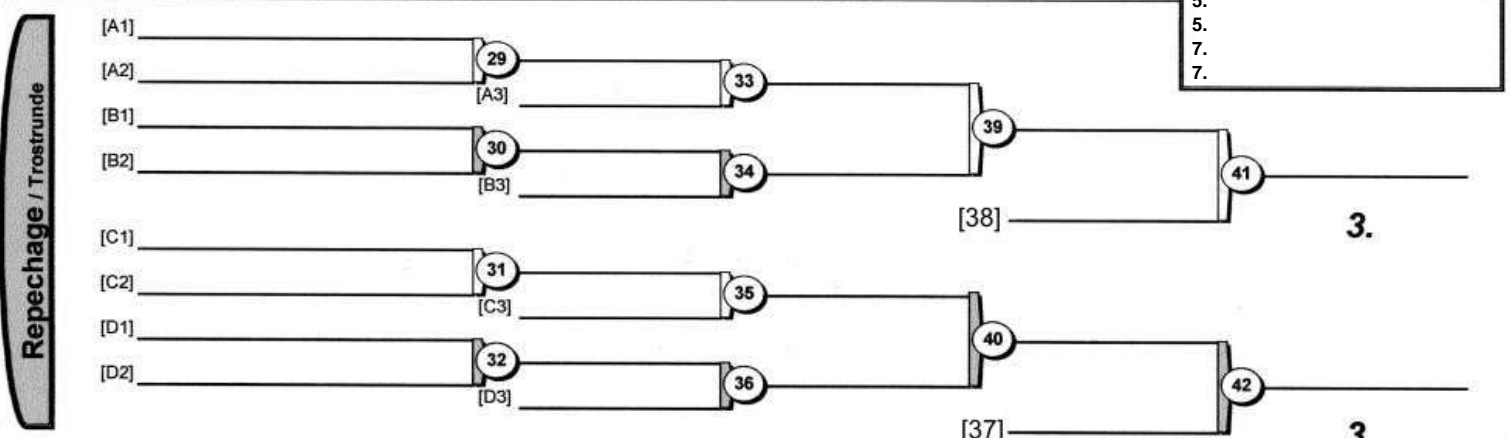 5.
5.
7.
7.
Repechage / Trostrunde
[A1]
[A2]
29
[A3]
33
[B1]
[B2]
30
[B3]
34
39
[38]
41
3.
[C1]
[C2]
31
[C3]
35
[D1]
[D2]
32
[D3]
36
40
[37]
42
3